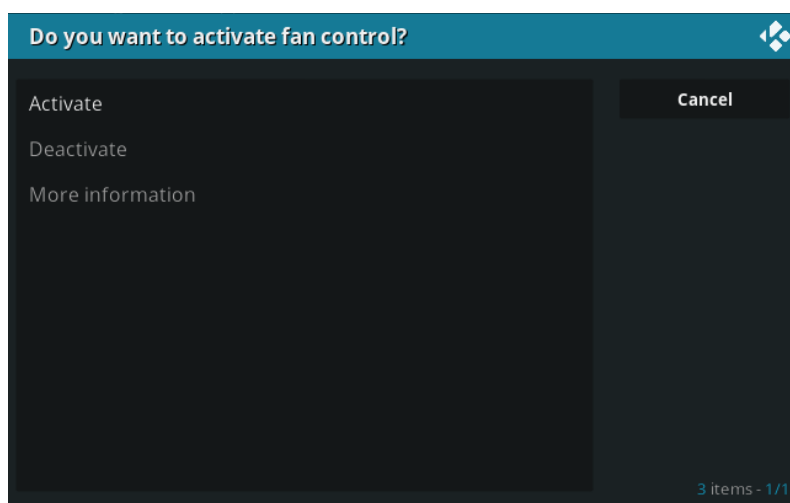 Do you want to activate fan control?
Activate
Cancel
Deactivate
More information
3 items - 1/1